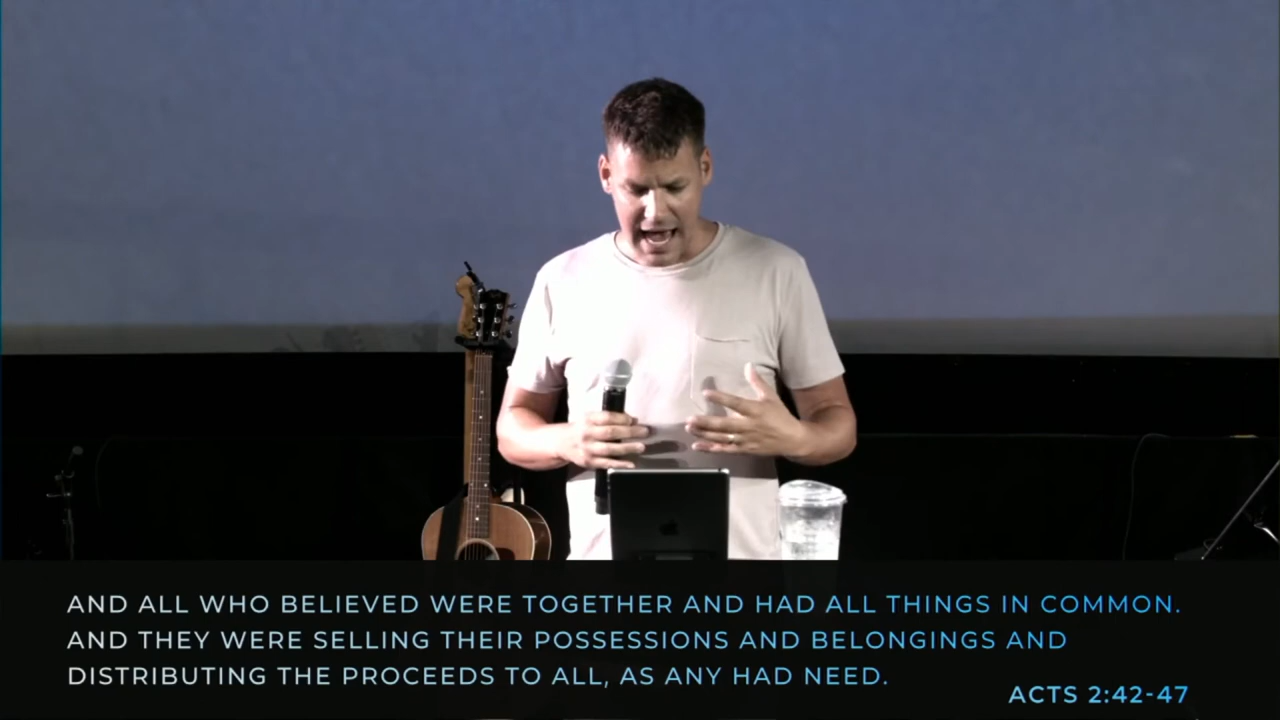 AND ALL WHO BELIEVED WERE TOGETHER AND HAD ALL THINGS IN COMMON.
AND THEY WERE SELLING THEIR POSSESSIONS AND BELONGINGS AND
DISTRIBUTING THE PROCEEDS TO ALL, AS ANY HAD NEED.
ACTS 2:42-47